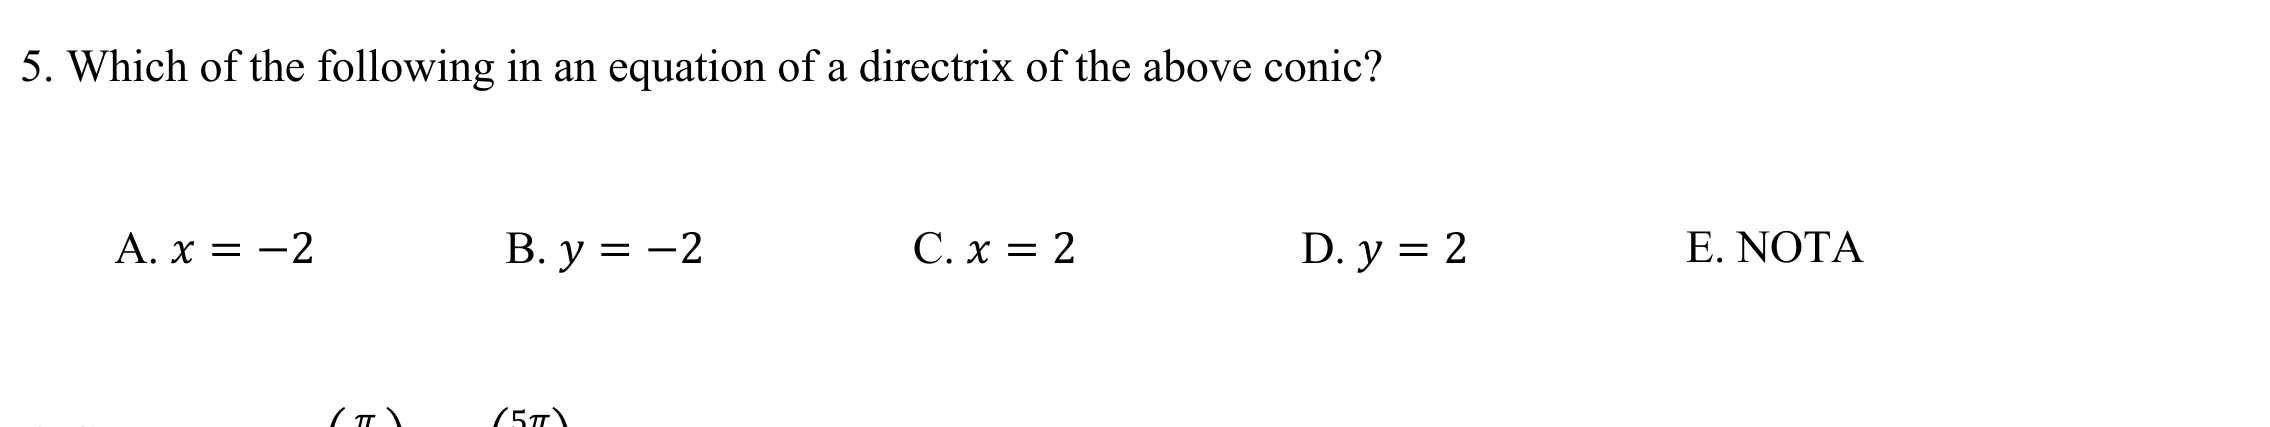 5. Which of the following in an equation of a directrix of the above conic?
A. x = −2 B. y = −2 C. x = 2 D. y = 2 E. NOTA
(π) (5π)